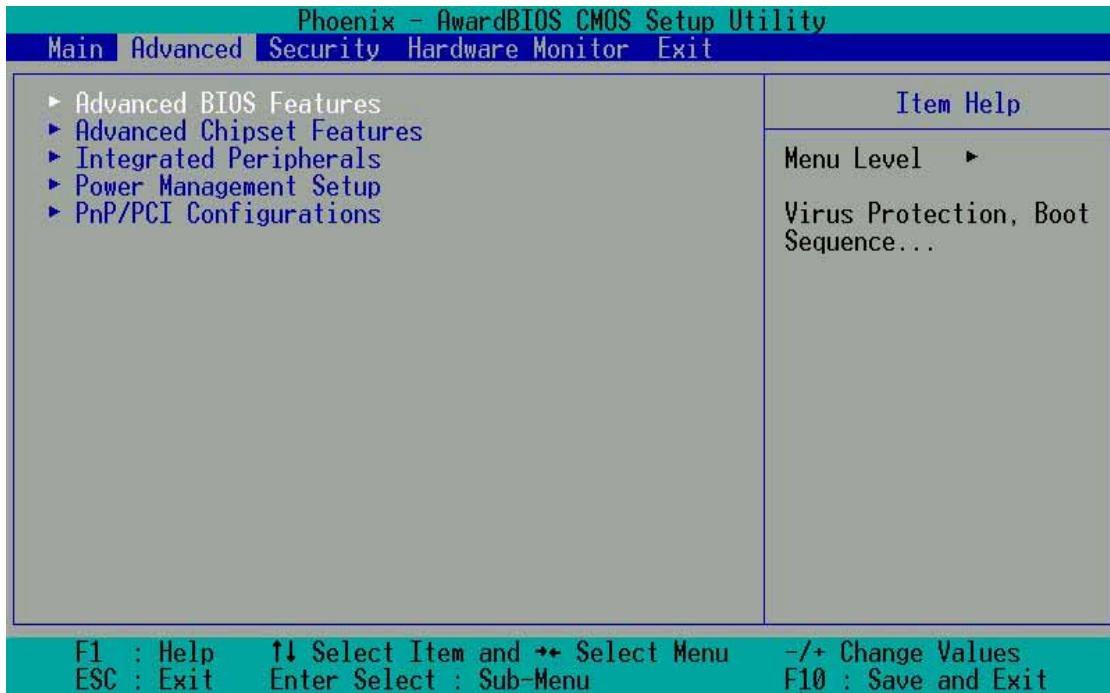 Phoenix - AwardBIOS CMOS Setup Utility
Main Advanced Security Hardware Monitor Exit
► Advanced BIOS Features
► Advanced Chipset Features
► Integrated Peripherals
► Power Management Setup
► PnP/PCI Configurations
Item Help
Menu Level ►
Virus Protection, Boot
Sequence...
F1 : Help ↑↓ Select Item and →← Select Menu -/+ Change Values
ESC : Exit Enter Select : Sub-Menu F10 : Save and Exit